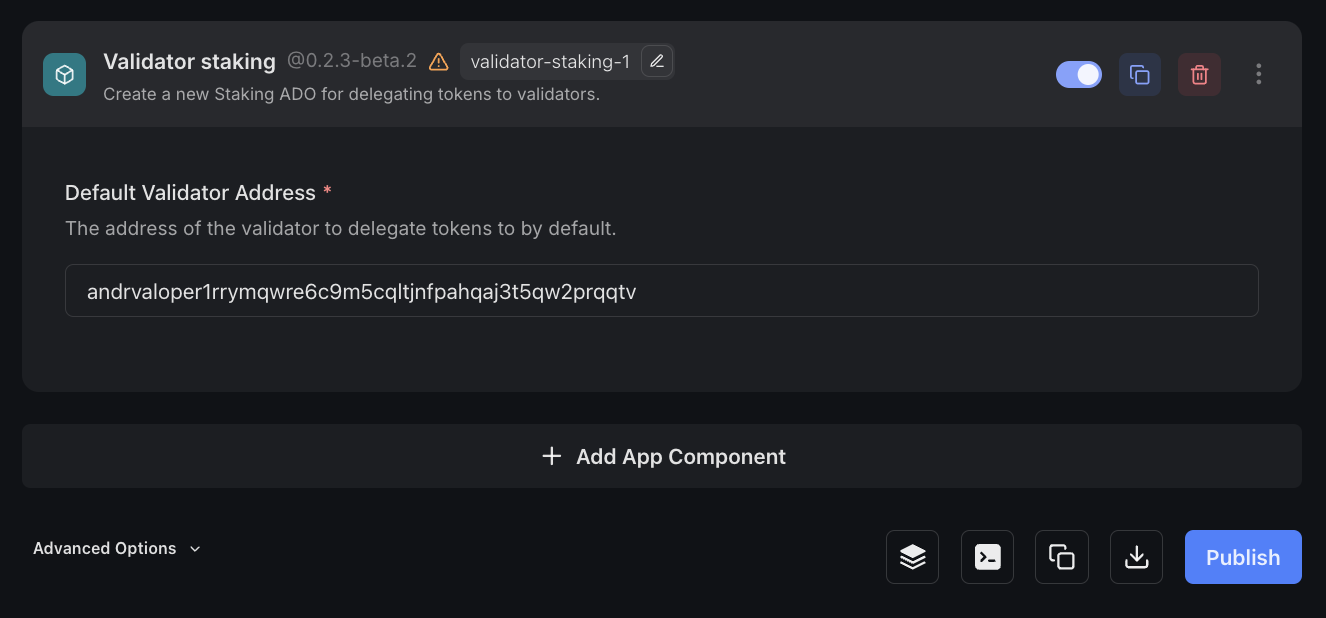 Validator staking @0.2.3-beta.2 validator-staking-1
Create a new Staking ADO for delegating tokens to validators.
Default Validator Address *
The address of the validator to delegate tokens to by default.
andrvaloper1rrymqwre6c9m5cqltjnfpahqaj3t5qw2prqqtv
Add App Component
Advanced Options
Publish